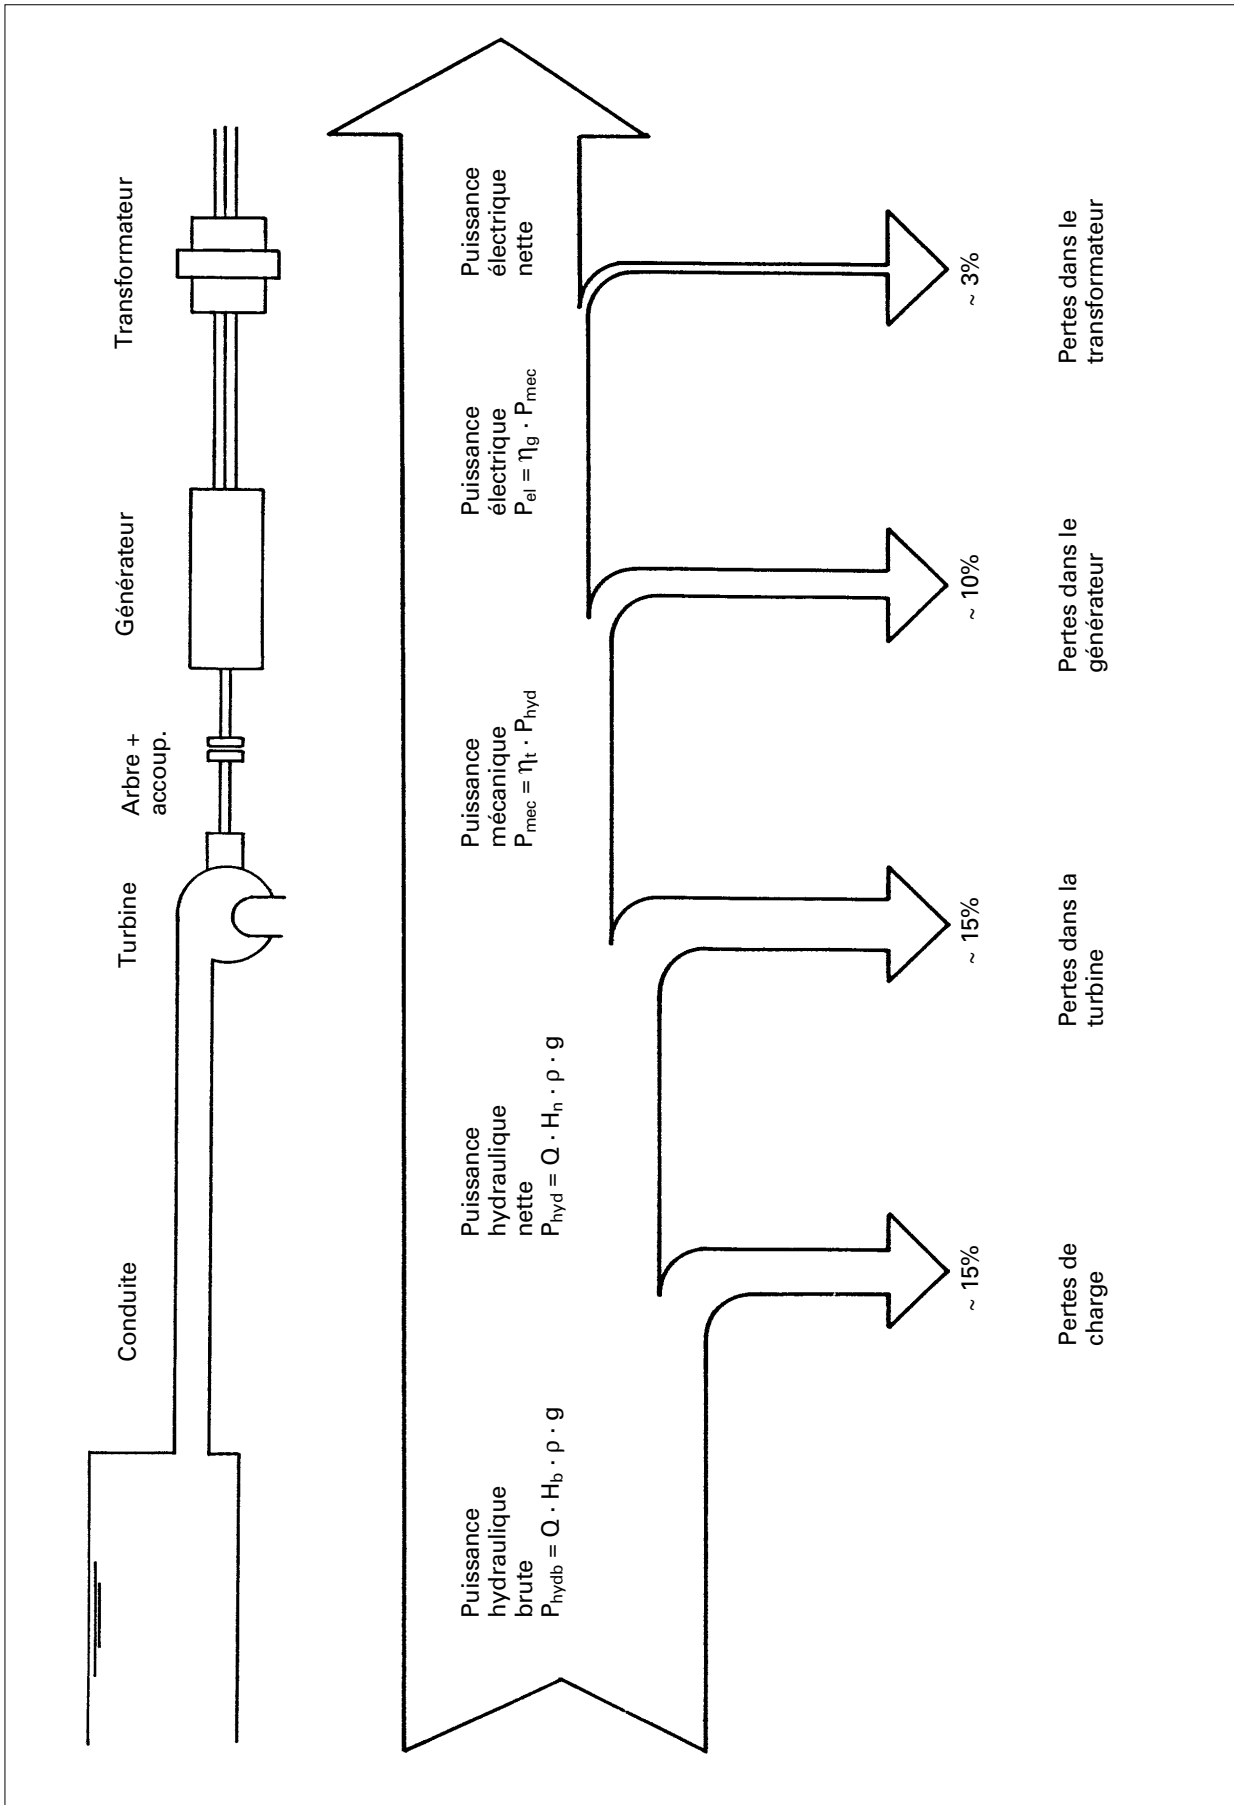 Conduite
Turbine
Arbre +
accoup.
Générateur
Transformateur
Puissance
hydraulique
brute
P_hydb = Q · H_b · ρ · g
Puissance
hydraulique
nette
P_hyd = Q · H_n · ρ · g
Puissance
mécanique
P_mec = η_t · P_hyd
Puissance
électrique
P_el = η_g · P_mec
Puissance
électrique
nette
~ 15%
~ 15%
~ 10%
~ 3%
Pertes de
charge
Pertes dans la
turbine
Pertes dans le
générateur
Pertes dans le
transformateur